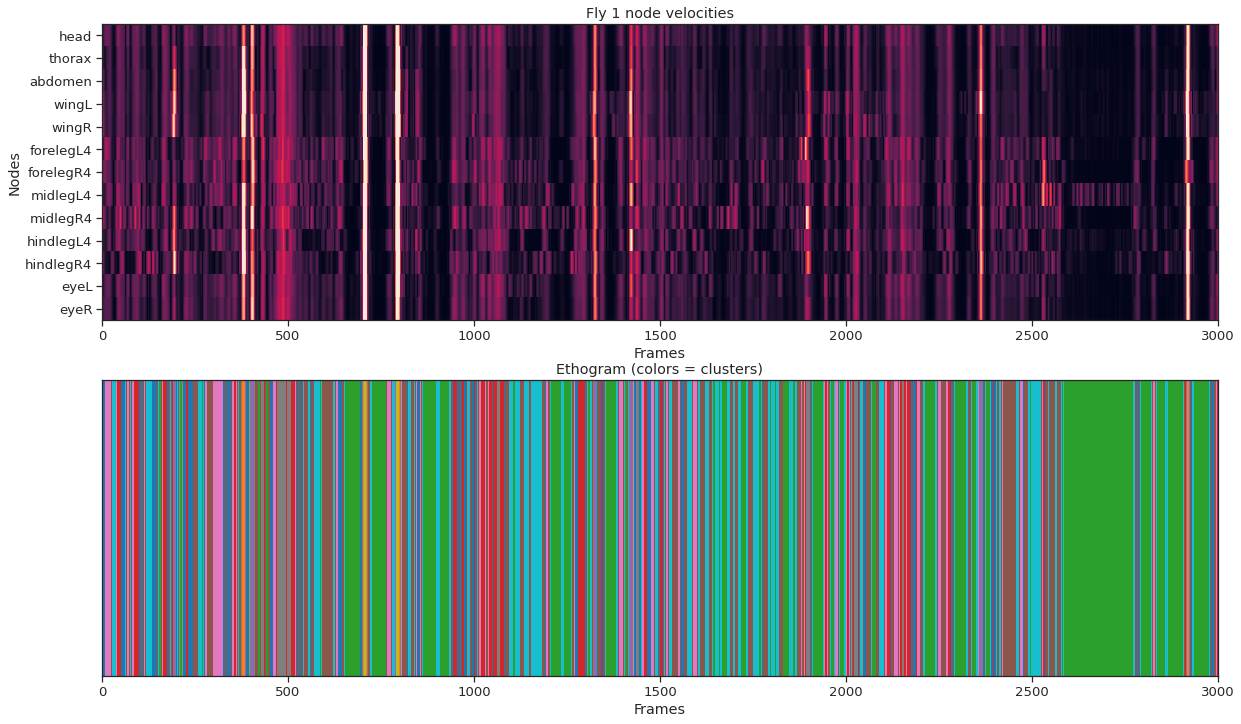 Fly 1 node velocities
head
thorax
abdomen
wingL
wingR
forelegL4
forelegR4
midlegL4
midlegR4
hindlegL4
hindlegR4
eyeL
eyeR
Nodes
0 500 1000 1500 2000 2500 3000
Frames
Ethogram (colors = clusters)
0 500 1000 1500 2000 2500 3000
Frames